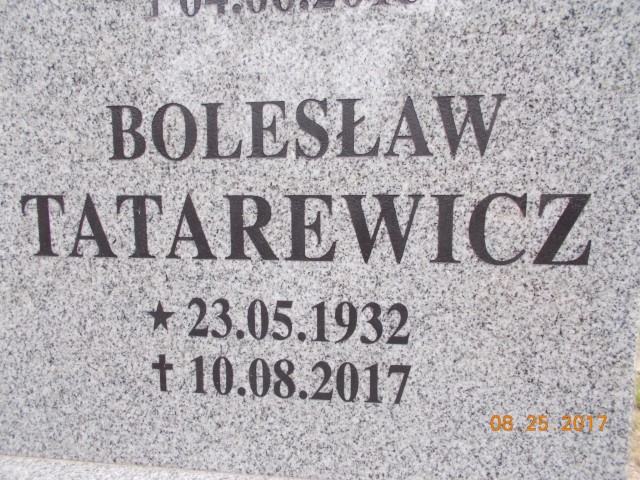 BOLESŁAW
TATAREWICZ
★ 23.05.1932
✝ 10.08.2017
08 25 2017